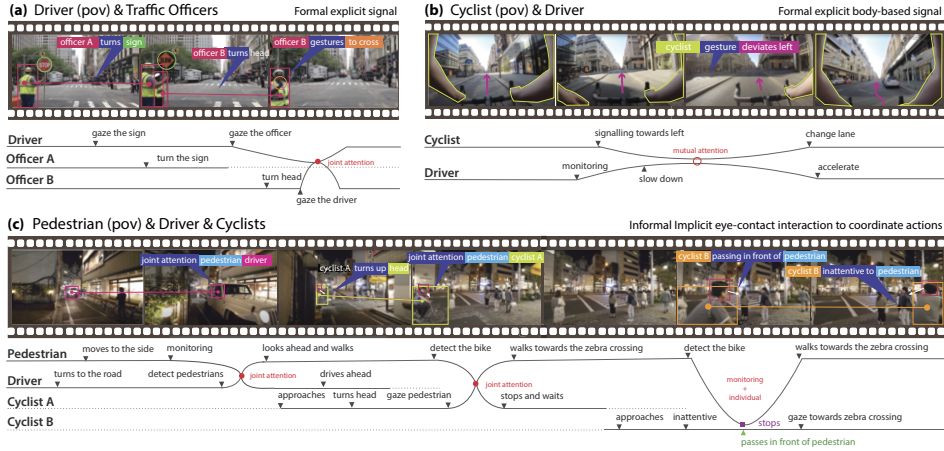 (a) Driver (pov) & Traffic Officers
Formal explicit signal
officer A turns sign
officer B turns head
officer B gestures to cross
STOP
STOP
gaze the sign
gaze the officer
Driver
turn the sign
joint attention
Officer A
Officer B
turn head
gaze the driver
(b) Cyclist (pov) & Driver
Formal explicit body-based signal
cyclist gesture deviates left
signalling towards left
change lane
Cyclist
mutual attention
monitoring
accelerate
Driver
slow down
(c) Pedestrian (pov) & Driver & Cyclists
Informal Implicit eye-contact interaction to coordinate actions
joint attention pedestrian driver
cyclist A turns up head
joint attention pedestrian cyclist A
cyclist B passing in front of pedestrian
cyclist B inattentive to pedestrian
Pedestrian
moves to the side
monitoring
looks ahead and walks
detect the bike
walks towards the zebra crossing
detect the bike
walks towards the zebra crossing
Driver
turns to the road
detect pedestrians
joint attention
drives ahead
joint attention
monitoring
+
individual
Cyclist A
approaches
turns head
gaze pedestrian
stops and waits
Cyclist B
approaches
inattentive
stops
gaze towards zebra crossing
passes in front of pedestrian